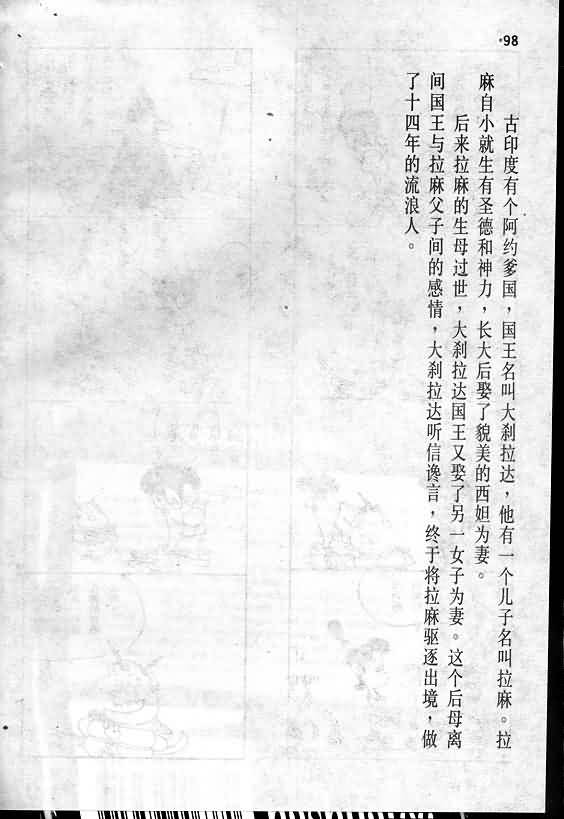 98
古印度有个阿约爹国，国王名叫大刹拉达，他有一个儿子名叫拉麻。拉
麻自小就生有圣德和神力，长大后娶了貌美的西妲为妻。
后来拉麻的生母过世，大刹拉达国王又娶了另一女子为妻。这个后母离
间国王与拉麻父子间的感情，大刹拉达听信谗言，终于将拉麻驱逐出境，做
了十四年的流浪人。